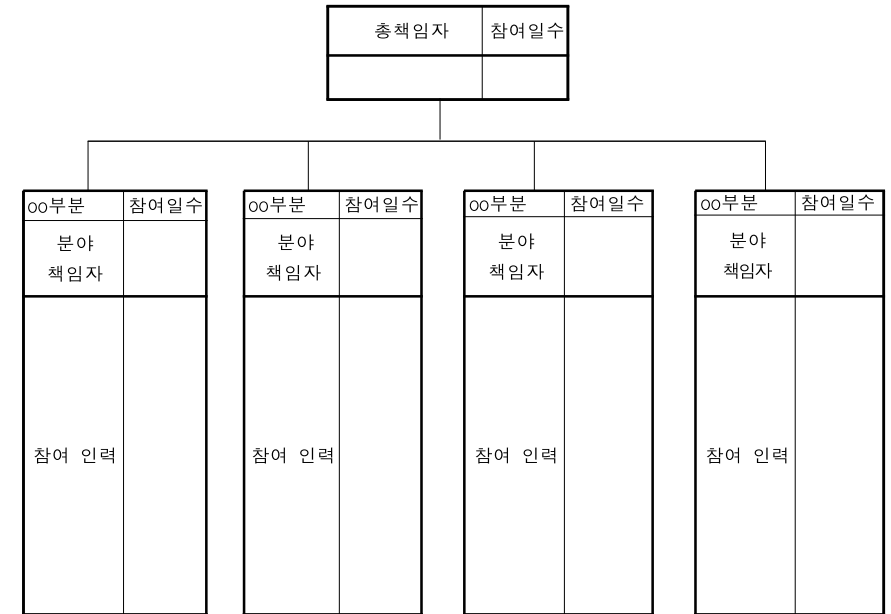 총책임자 참여일수
oo부분 참여일수 oo부분 참여일수 oo부분 참여일수 oo부분 참여일수
분야 분야 분야 분야
책임자 책임자 책임자 책임자
참여 인력 참여 인력 참여 인력 참여 인력